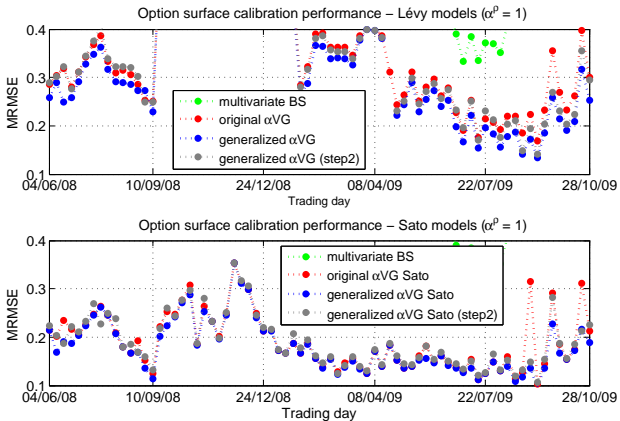 Option surface calibration performance – Lévy models (α^ρ = 1)
MRMSE
0.4
0.3
0.2
0.1
multivariate BS
original αVG
generalized αVG
generalized αVG (step2)
04/06/08 10/09/08 24/12/08 8/04/09 22/07/09 28/10/09
Trading day
Option surface calibration performance – Sato models (α^ρ = 1)
MRMSE
0.4
0.3
0.2
0.1
multivariate BS
original αVG Sato
generalized αVG Sato
generalized αVG Sato (step2)
04/06/08 10/09/08 24/12/08 8/04/09 22/07/09 28/10/09
Trading day